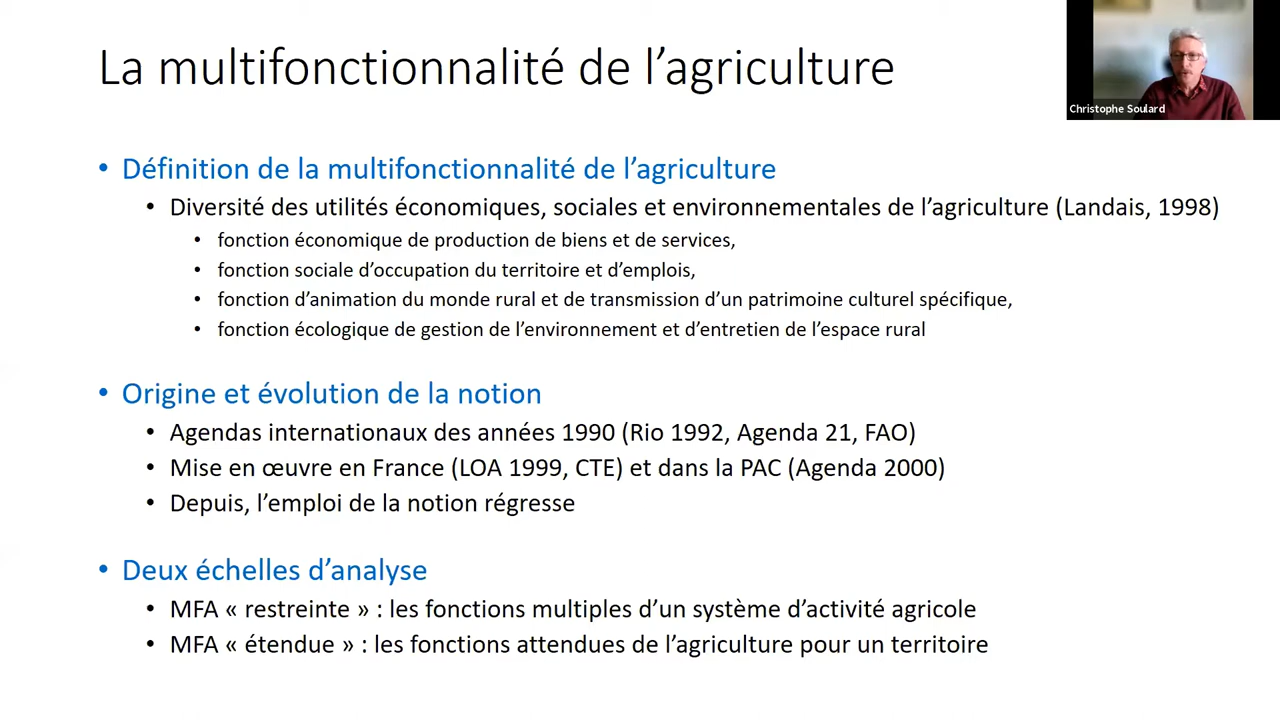 La multifonctionnalité de l’agriculture
Christophe Soulard
• Définition de la multifonctionnalité de l’agriculture
• Diversité des utilités économiques, sociales et environnementales de l’agriculture (Landais, 1998)
• fonction économique de production de biens et de services,
• fonction sociale d’occupation du territoire et d’emplois,
• fonction d’animation du monde rural et de transmission d’un patrimoine culturel spécifique,
• fonction écologique de gestion de l’environnement et d’entretien de l’espace rural
• Origine et évolution de la notion
• Agendas internationaux des années 1990 (Rio 1992, Agenda 21, FAO)
• Mise en œuvre en France (LOA 1999, CTE) et dans la PAC (Agenda 2000)
• Depuis, l’emploi de la notion régresse
• Deux échelles d’analyse
• MFA « restreinte » : les fonctions multiples d’un système d’activité agricole
• MFA « étendue » : les fonctions attendues de l’agriculture pour un territoire